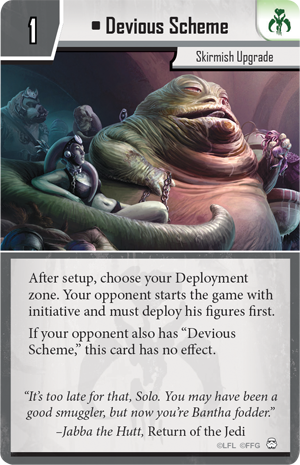 1
▪ Devious Scheme
Skirmish Upgrade
After setup, choose your Deployment
zone. Your opponent starts the game with
initiative and must deploy his figures first.
If your opponent also has “Devious
Scheme,” this card has no effect.
“It’s too late for that, Solo. You may have been a
good smuggler, but now you’re Bantha fodder.”
–Jabba the Hutt, Return of the Jedi
©LFL ©FFG